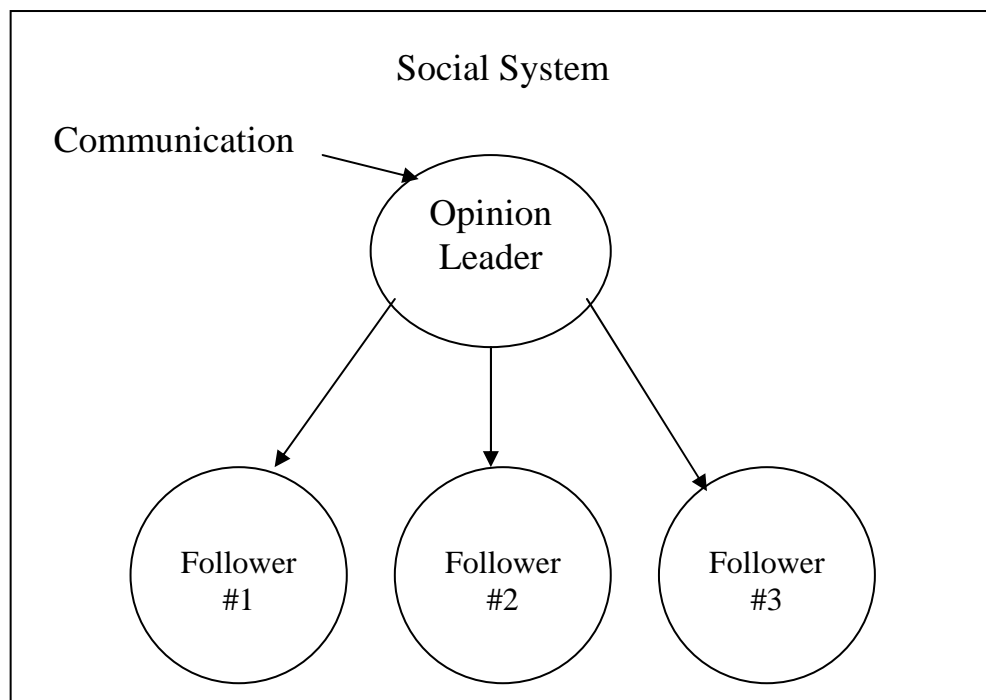 Social System
Communication
Opinion
Leader
Follower
#1
Follower
#2
Follower
#3